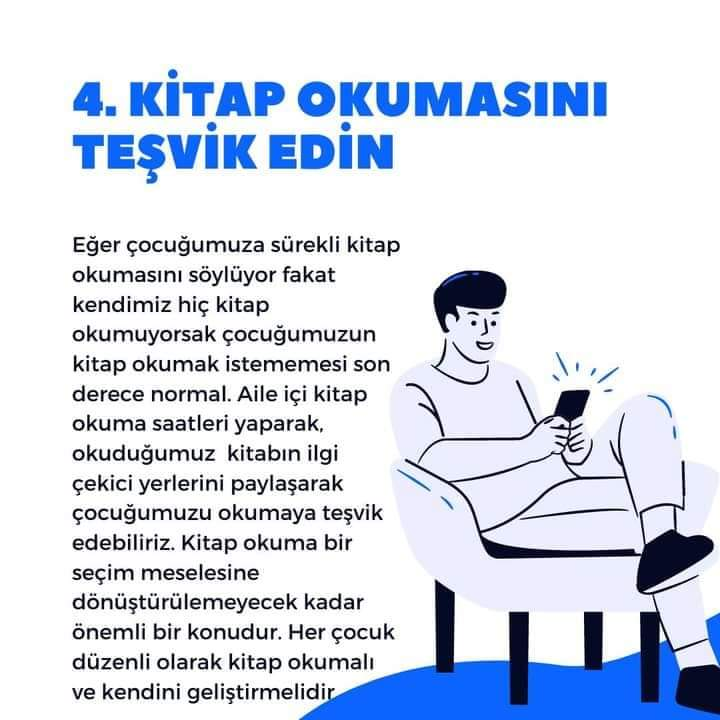 4. KİTAP OKUMASINI
TEŞVİK EDİN
Eğer çocuğumuza sürekli kitap
okumasını söylüyor fakat
kendimiz hiç kitap
okumuyorsak çocuğumuzun
kitap okumak istememesi son
derece normal. Aile içi kitap
okuma saatleri yaparak,
okuduğumuz  kitabın ilgi
çekici yerlerini paylaşarak
çocuğumuzu okumaya teşvik
edebiliriz. Kitap okuma bir
seçim meselesine
dönüştürülemeyecek kadar
önemli bir konudur. Her çocuk
düzenli olarak kitap okumalı
ve kendini geliştirmelidir